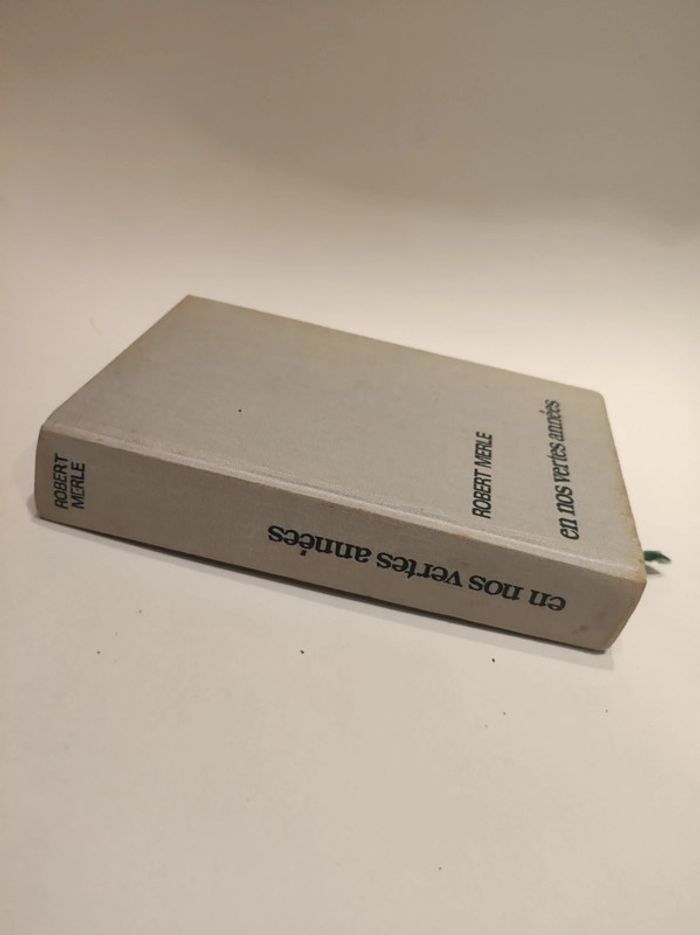 ROBERT MERLE
en nos vertes années
ROBERT
MERLE
en nos vertes années